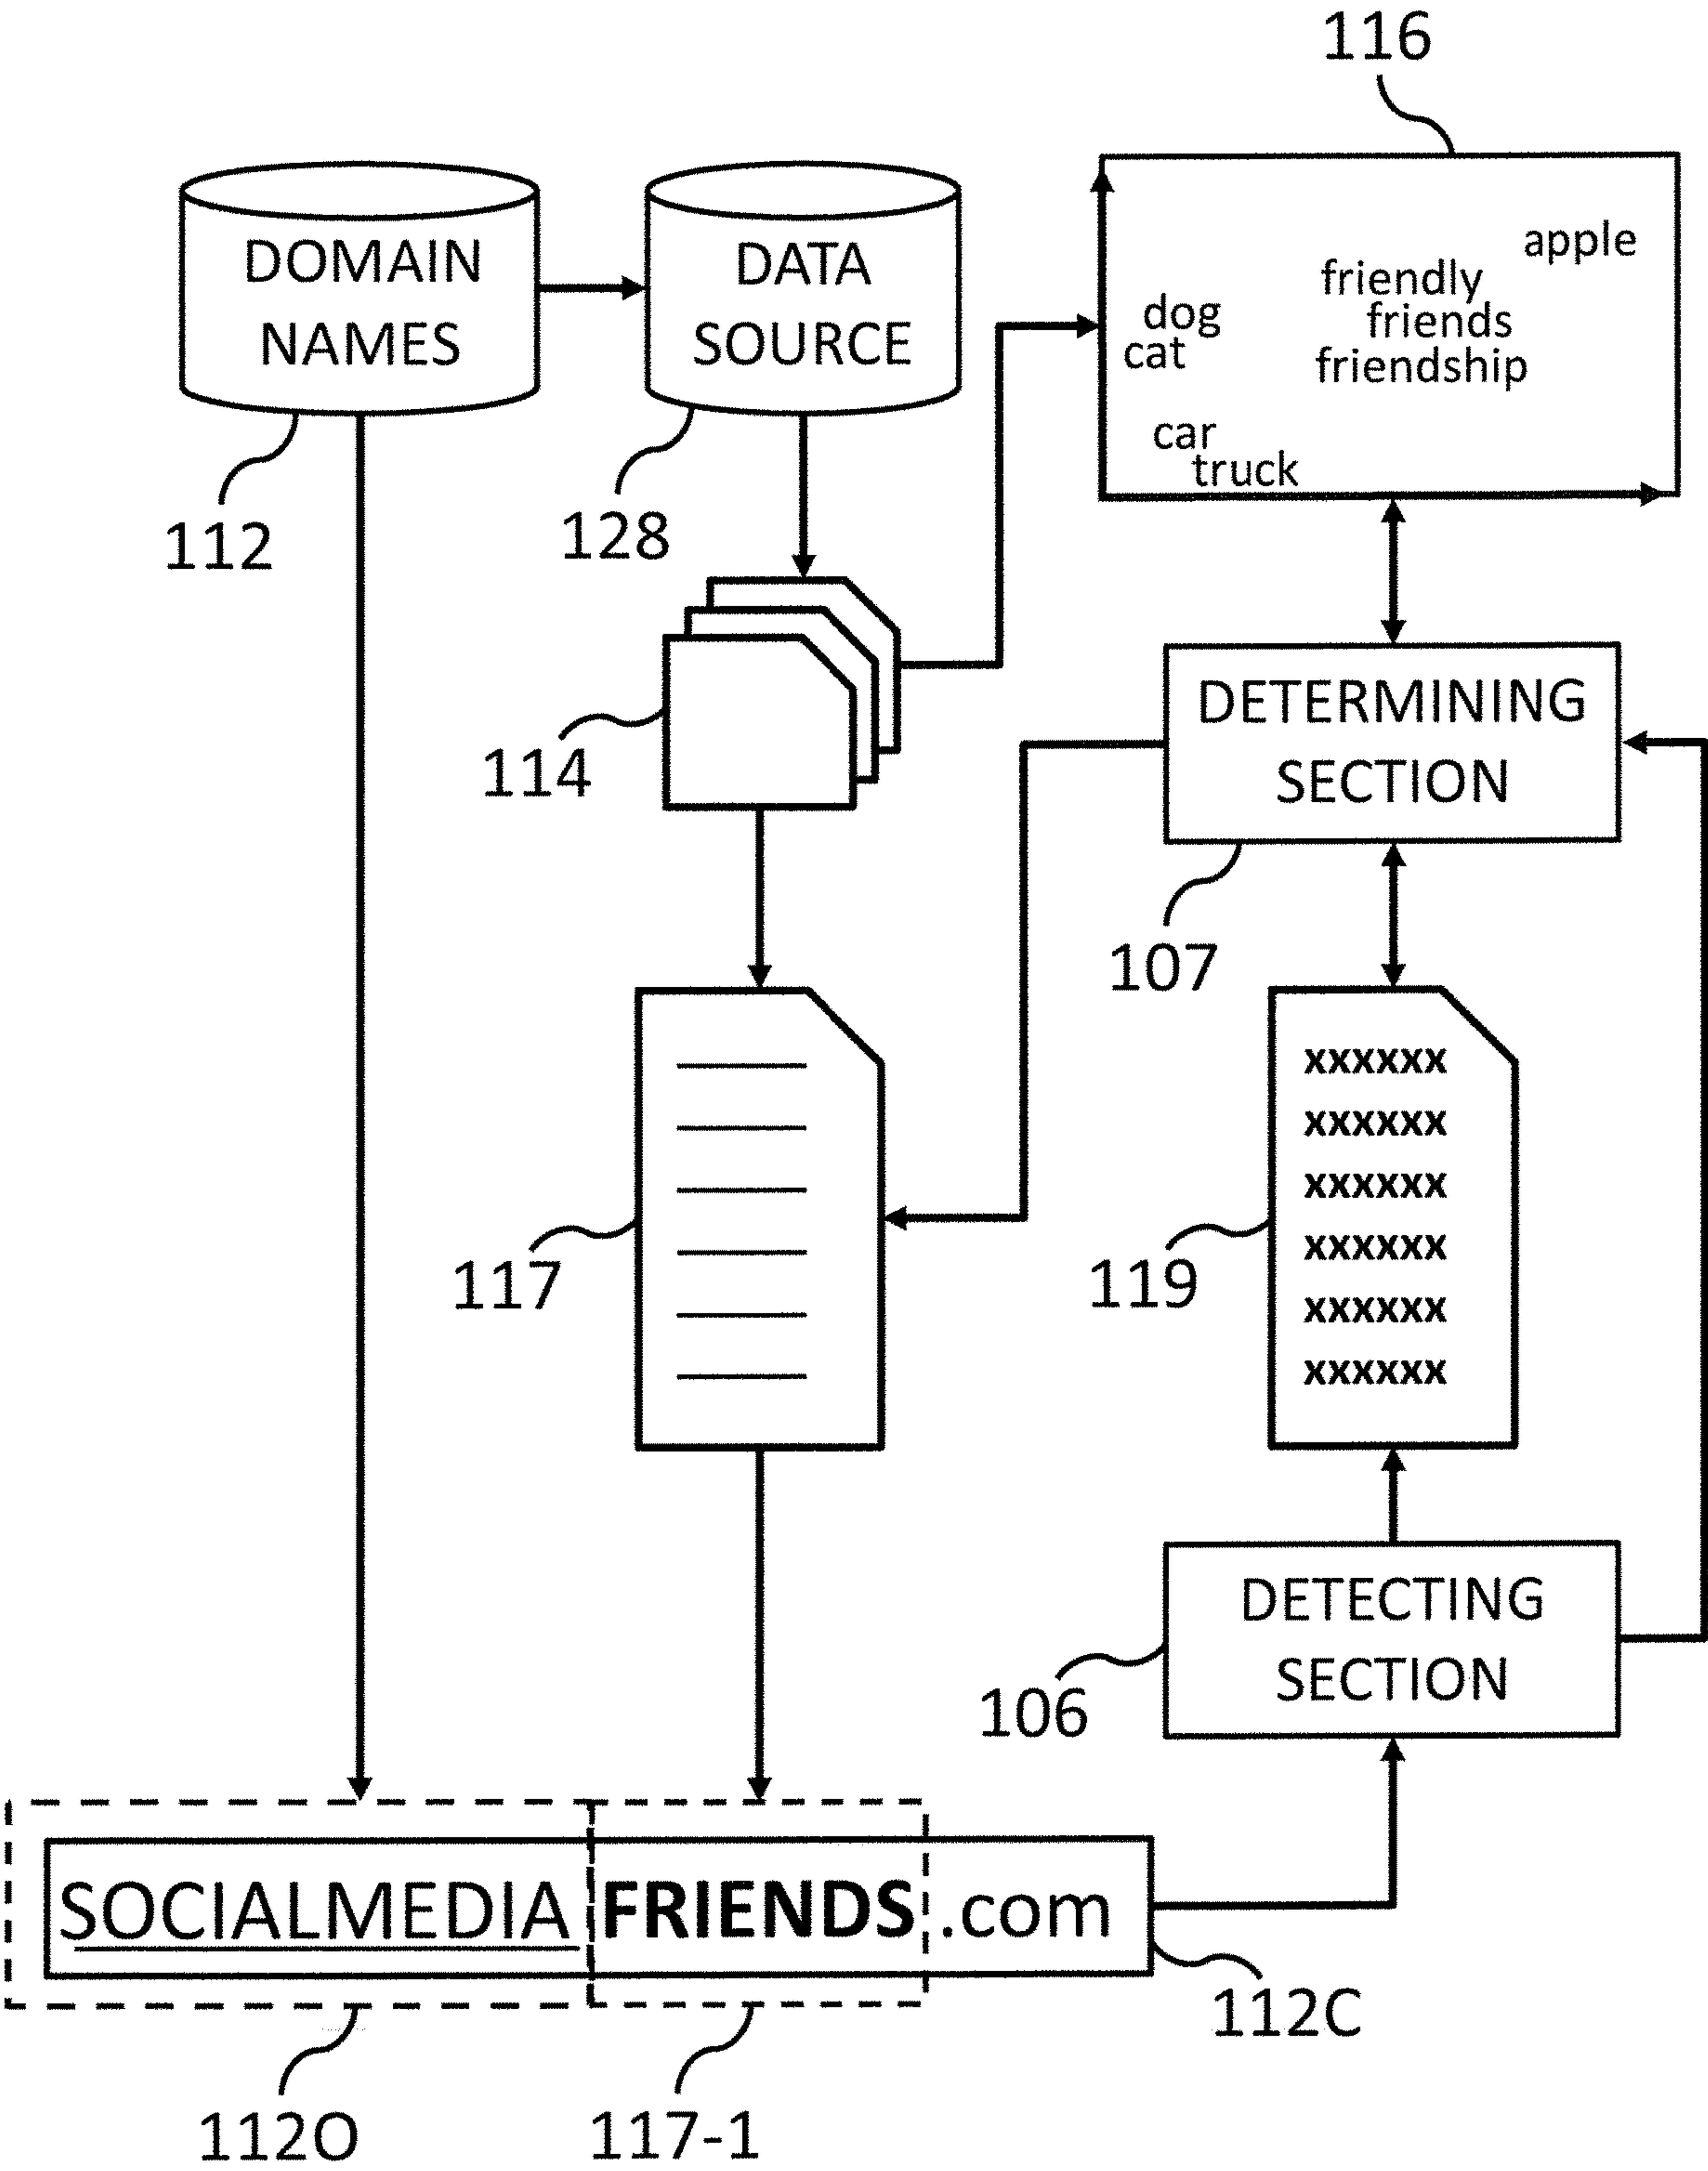 116
DOMAIN
NAMES
DATA
SOURCE
apple
friendly
friends
friendship
dog
cat
car
truck
112
128
DETERMINING
SECTION
114
107
xxxxxx
xxxxxx
xxxxxx
xxxxxx
xxxxxx
xxxxxx
117
119
DETECTING
SECTION
106
SOCIALMEDIA FRIENDS .com
112C
112O
117-1